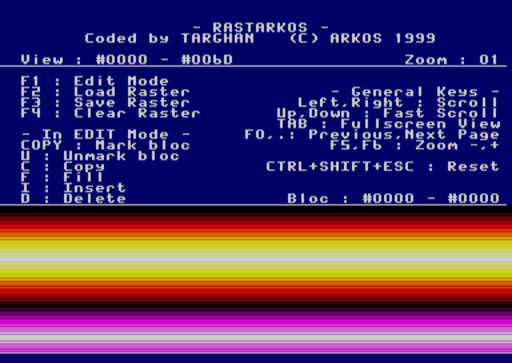 - RASTARKOS -
Coded by TARGHAN (C) ARKOS 1999
View : #0000 - #006D Zoom : 01
F1 : Edit Mode
F2 : Load Raster - General Keys -
F3 : Save Raster Left,Right : Scroll
F4 : Clear Raster Up,Down : Fast Scroll
TAB : Fullscreen View
- In EDIT Mode - F0,.: Previous,Next Page
COPY : Mark bloc F5,F6 : Zoom -,+
U : Unmark bloc
C : Copy CTRL+SHIFT+ESC : Reset
F : Fill
I : Insert
D : Delete Bloc : #0000 - #0000